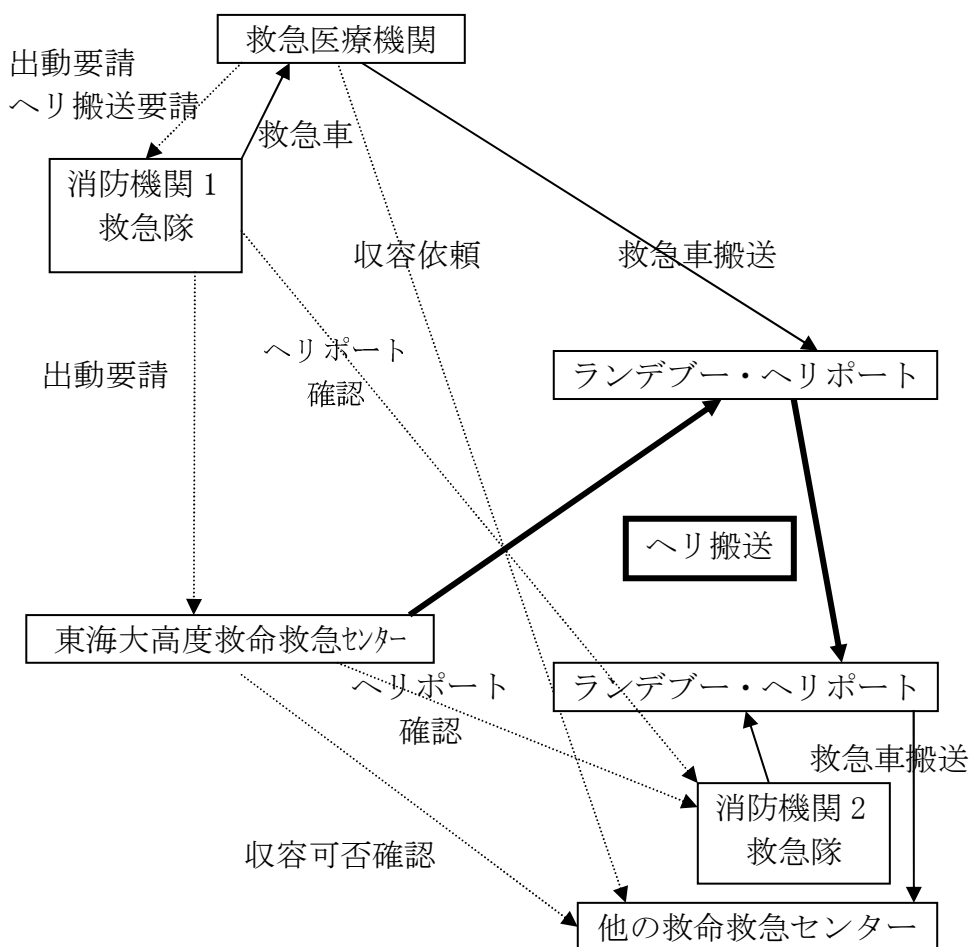 救急医療機関
出動要請
ヘリ搬送要請
救急車
消防機関1
救急隊
収容依頼
救急車搬送
ヘリポート
確認
出動要請
ランデブー・ヘリポート
ヘリ搬送
東海大高度救命救急ｾﾝﾀｰ
ランデブー・ヘリポート
ヘリポート
確認
救急車搬送
消防機関2
救急隊
収容可否確認
他の救命救急センター